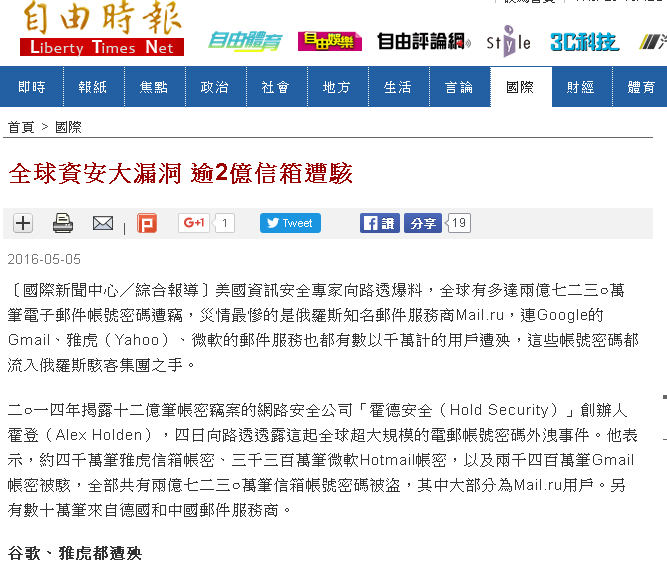 自由時報
Liberty Times Net
自由體育 自由娛樂 自由評論網 Style 3C科技
即時 報紙 焦點 政治 社會 地方 生活 言論 國際 財經 體育
首頁 > 國際
全球資安大漏洞 逾2億信箱遭駭
G+1 1 Tweet 讚 分享 19
2016-05-05
〔國際新聞中心／綜合報導〕美國資訊安全專家向路透爆料，全球有多達兩億七二三○萬
筆電子郵件帳號密碼遭竊，災情最慘的是俄羅斯知名郵件服務商Mail.ru，連Google的
Gmail、雅虎（Yahoo）、微軟的郵件服務也都有數以千萬計的用戶遭殃，這些帳號密碼都
流入俄羅斯駭客集團之手。
二○一四年揭露十二億筆帳密竊案的網路安全公司「霍德安全（Hold Security）」創辦人
霍登（Alex Holden），四日向路透透露這起全球超大規模的電郵帳號密碼外洩事件。他表
示，約四千萬筆雅虎信箱帳密、三千三百萬筆微軟Hotmail帳密，以及兩千四百萬筆Gmail
帳密被駭，全部共有兩億七二三○萬筆信箱帳號密碼被盜，其中大部分為Mail.ru用戶。另
有數十萬筆來自德國和中國郵件服務商。
谷歌、雅虎都遭殃